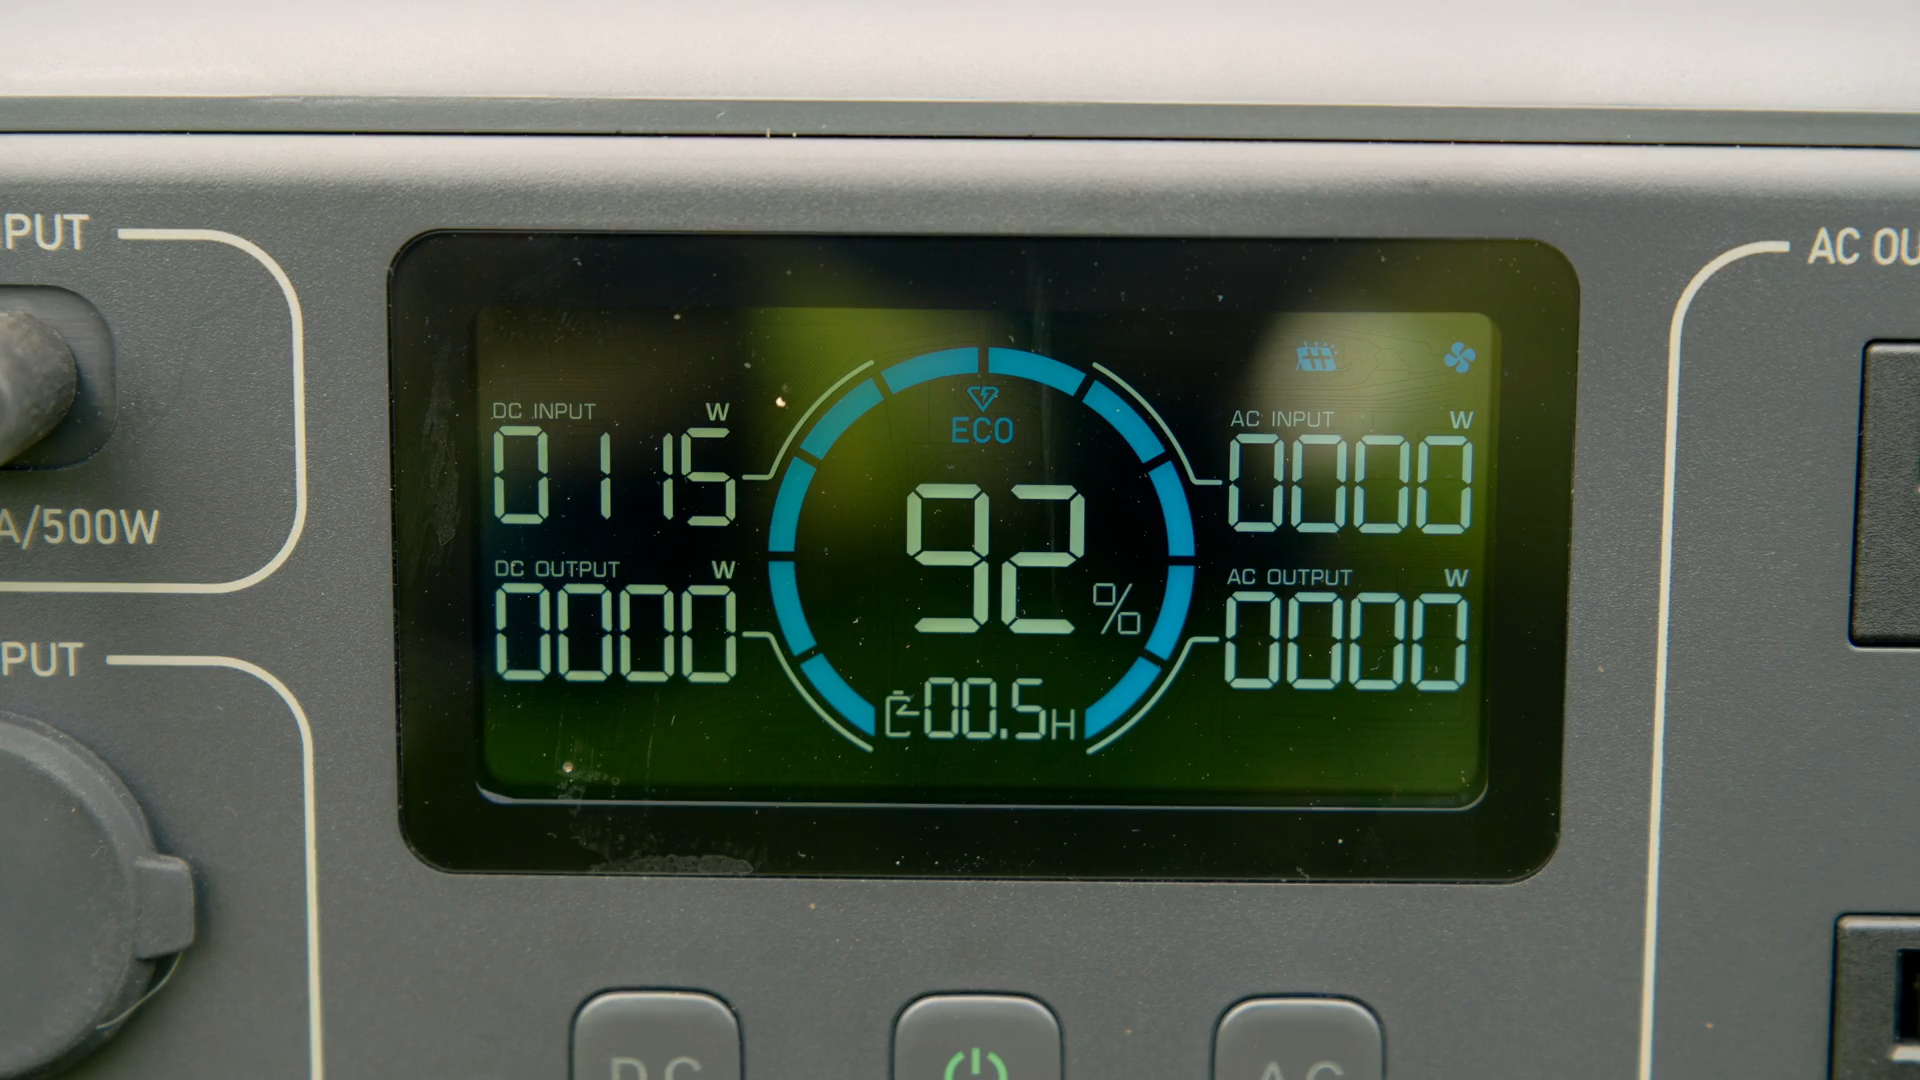 PUT
AC OU
DC INPUT W
0115
AC INPUT W
0000
ECO
92%
A/500W
DC OUTPUT W
0000
AC OUTPUT W
0000
PUT
00.5H
DC
AC